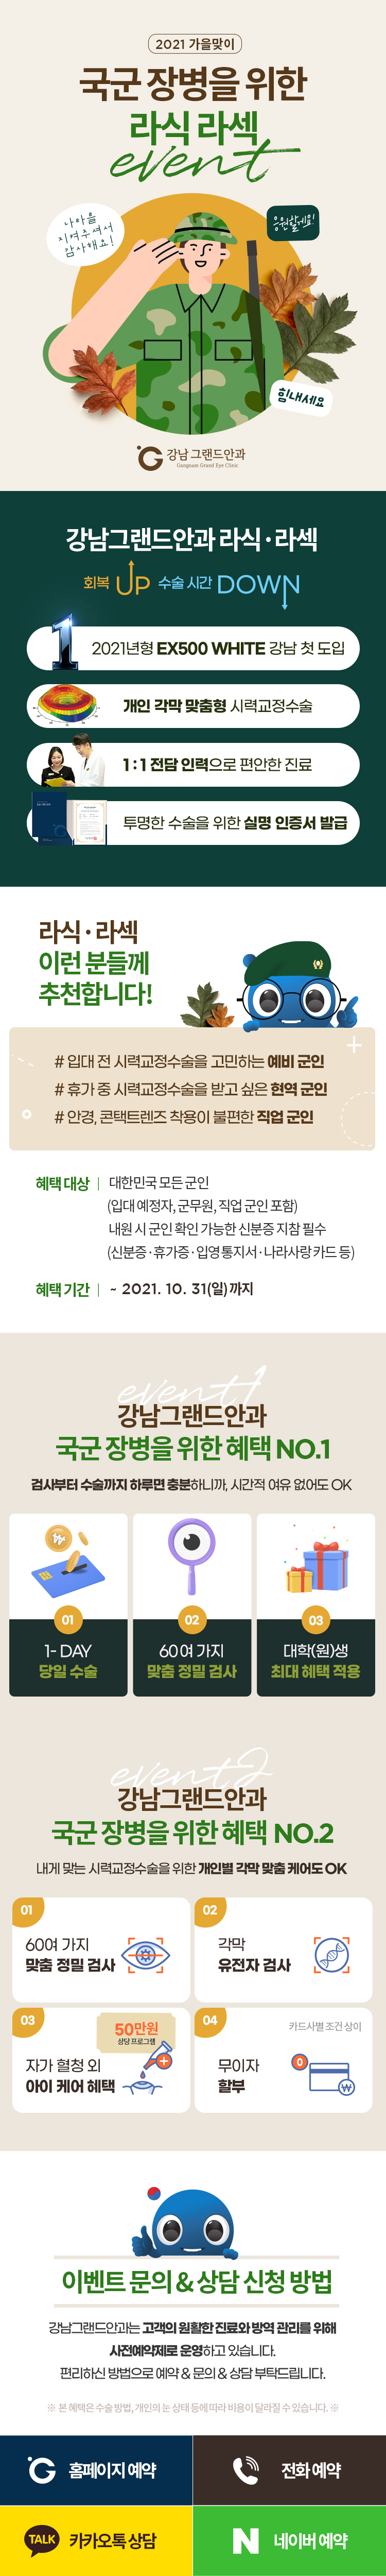 2021 가을맞이
국군 장병을 위한
라식 라섹
event
나라를
지켜주셔서
감사해요!
응원할게요!
힘내세요
강남그랜드안과
Gangnam Grand Eye Clinic
강남그랜드안과 라식·라섹
회복 UP 수술 시간 DOWN
1 2021년형 EX500 WHITE 강남 첫 도입
개인 각막 맞춤형 시력교정수술
1:1 전담 인력으로 편안한 진료
투명한 수술을 위한 실명 인증서 발급
라식·라섹
이런 분들께
추천합니다!
# 입대 전 시력교정수술을 고민하는 예비 군인
# 휴가 중 시력교정수술을 받고 싶은 현역 군인
# 안경, 콘택트렌즈 착용이 불편한 직업 군인
혜택 대상 | 대한민국 모든 군인
(입대 예정자, 군무원, 직업 군인 포함)
내원 시 군인 확인 가능한 신분증 지참 필수
(신분증·휴가증·입영통지서·나라사랑카드 등)
혜택 기간 | ~ 2021. 10. 31(일)까지
event1
강남그랜드안과
국군 장병을 위한 혜택 NO.1
검사부터 수술까지 하루면 충분하니까, 시간적 여유 없어도 OK
01
1- DAY
당일 수술
02
60여 가지
맞춤 정밀 검사
03
대학(원)생
최대 혜택 적용
event2
강남그랜드안과
국군 장병을 위한 혜택 NO.2
내게 맞는 시력교정수술을 위한 개인별 각막 맞춤 케어도 OK
01
60여 가지
맞춤 정밀 검사
02
각막
유전자 검사
03
50만원
상당 프로그램
자가 혈청 외
아이 케어 혜택
04
카드사별 조건 상이
무이자
할부
0
₩
이벤트 문의 & 상담 신청 방법
강남그랜드안과는 고객의 원활한 진료와 방역 관리를 위해
사전예약제로 운영하고 있습니다.
편리하신 방법으로 예약 & 문의 & 상담 부탁드립니다.
※ 본 혜택은 수술 방법, 개인의 눈 상태 등에 따라 비용이 달라질 수 있습니다. ※
홈페이지 예약
전화 예약
TALK 카카오톡 상담
N 네이버 예약